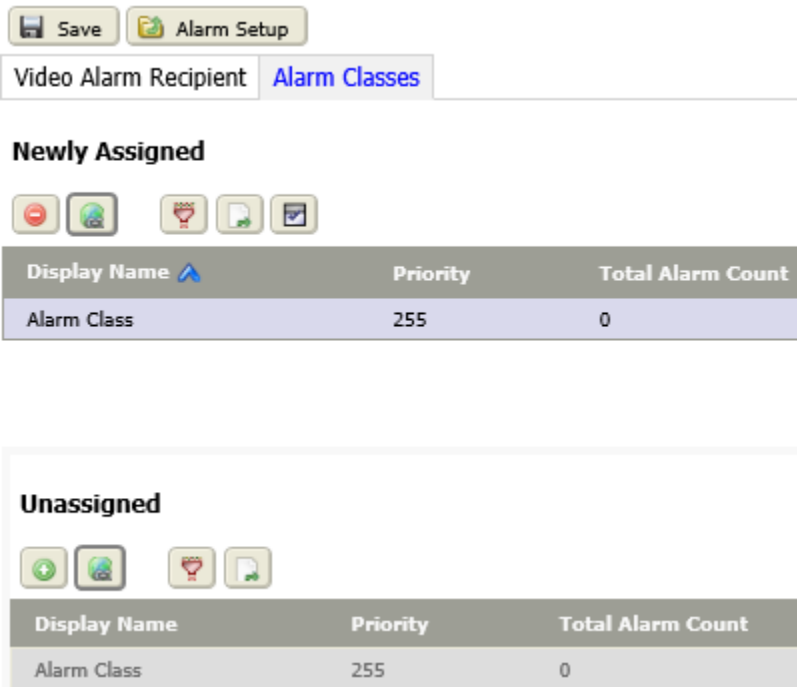 Save Alarm Setup
Video Alarm Recipient Alarm Classes
Newly Assigned
Display Name Priority Total Alarm Count
Alarm Class 255 0
Unassigned
Display Name Priority Total Alarm Count
Alarm Class 255 0